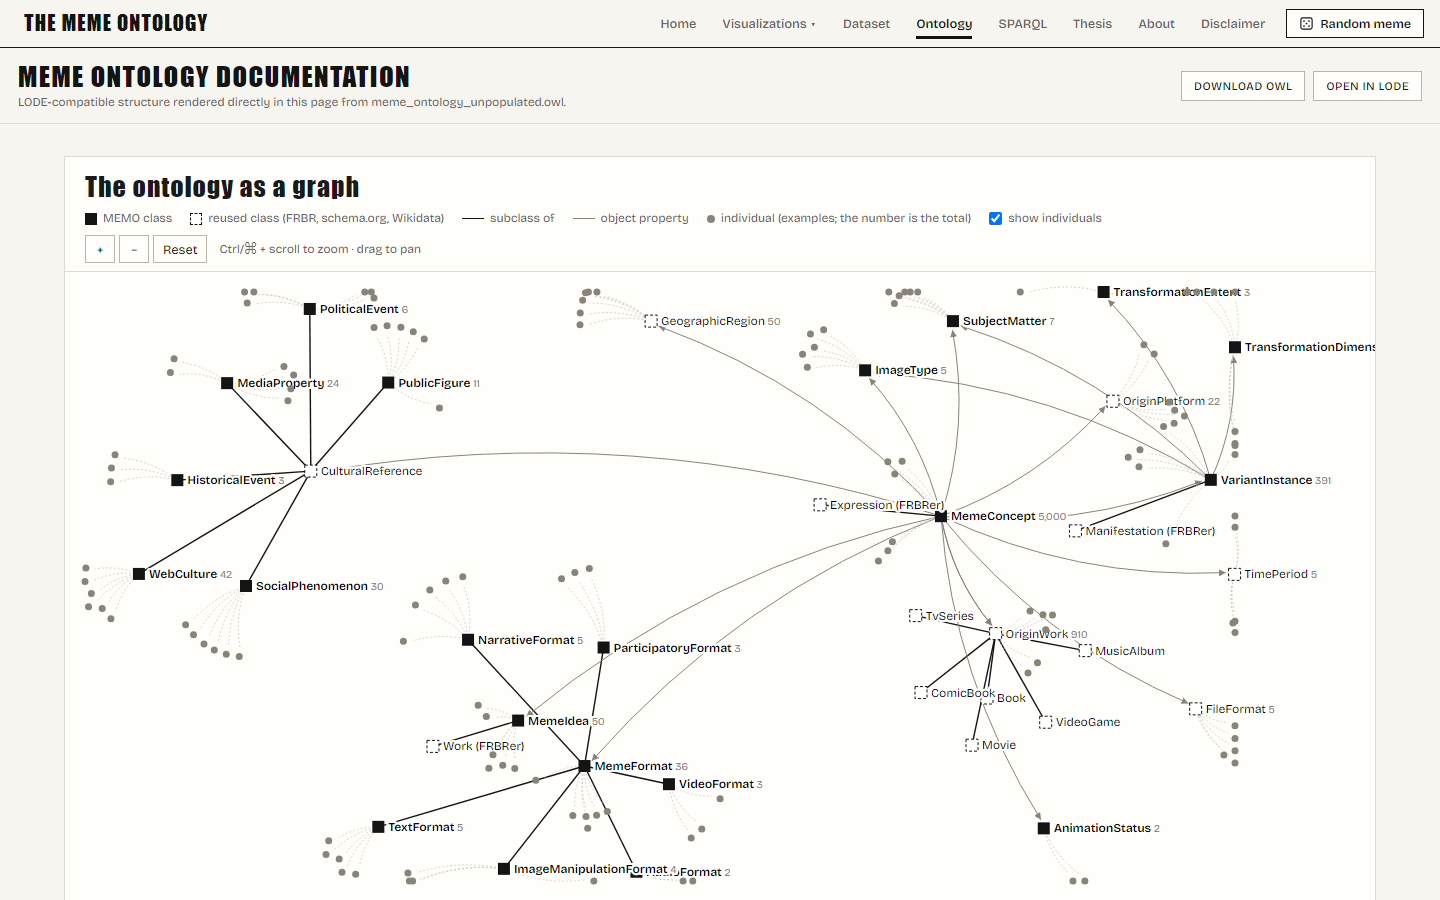 THE MEME ONTOLOGY
Home Visualizations ▾ Dataset Ontology SPARQL Thesis About Disclaimer Random meme
MEME ONTOLOGY DOCUMENTATION
LODE-compatible structure rendered directly in this page from meme_ontology_unpopulated.owl.
DOWNLOAD OWL OPEN IN LODE
The ontology as a graph
MEMO class reused class (FRBR, schema.org, Wikidata) subclass of object property individual (examples; the number is the total) show individuals
+ − Reset Ctrl/⌘ + scroll to zoom · drag to pan
TransformationExtent 3
PoliticalEvent 6
GeographicRegion 50
SubjectMatter 7
TransformationDimens
ImageType 5
MediaProperty 24
PublicFigure 11
OriginPlatform 22
CulturalReference
HistoricalEvent 3
VariantInstance 391
Expression (FRBRer)
MemeConcept 5,000
Manifestation (FRBRer)
WebCulture 42
TimePeriod 5
SocialPhenomenon 30
TvSeries
OriginWork 910
NarrativeFormat 5
ParticipatoryFormat 3
MusicAlbum
ComicBook
Book
FileFormat 5
MemeIdea 50
VideoGame
Work (FRBRer)
Movie
MemeFormat 36
VideoFormat 3
TextFormat 5
AnimationStatus 2
ImageManipulationFormat 4
Format 2